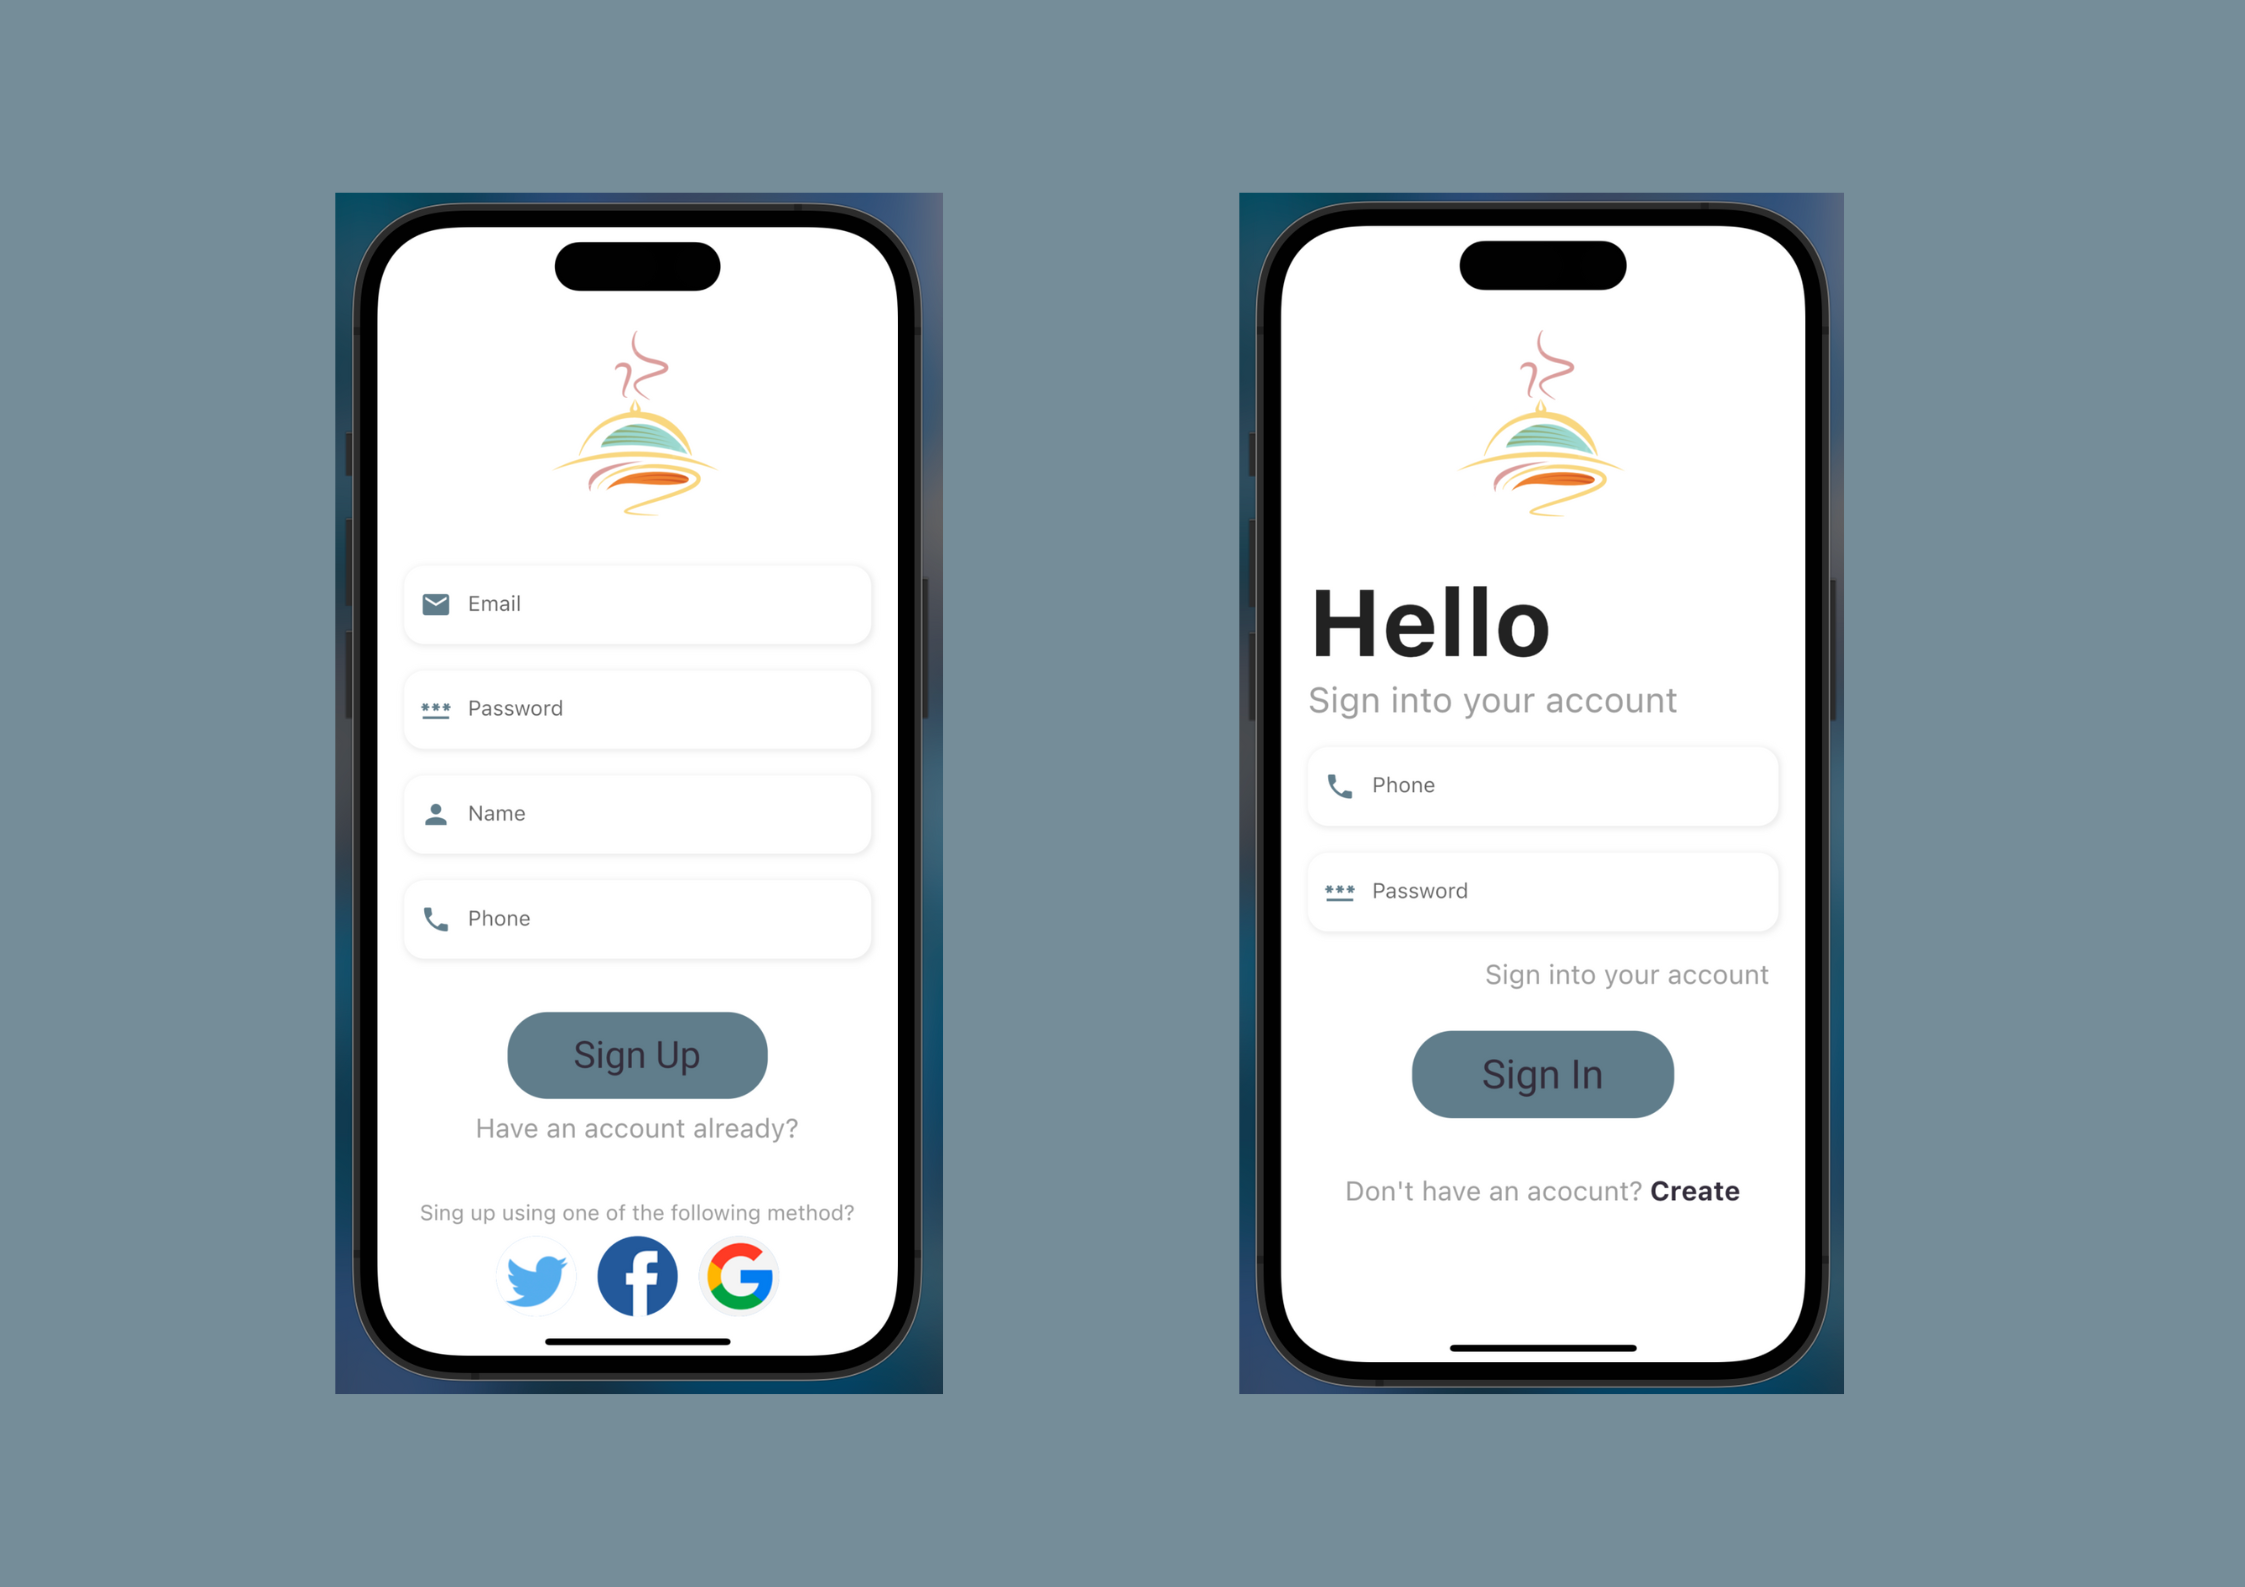 Email
Password
Name
Phone
Sign Up
Have an account already?
Sing up using one of the following method?
Hello
Sign into your account
Phone
Password
Sign into your account
Sign In
Don't have an acocunt? Create